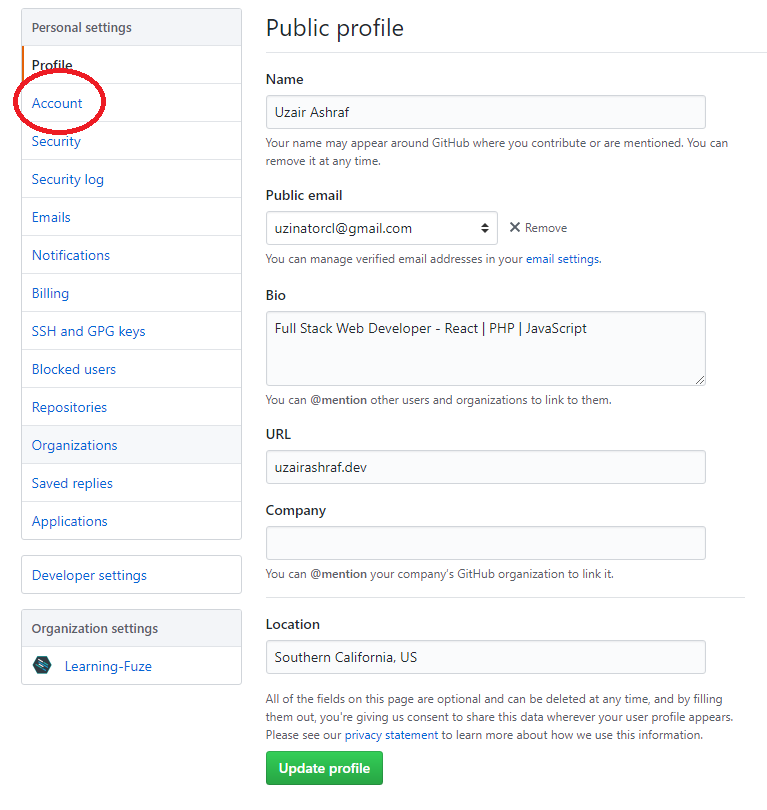 Personal settings
Profile
Account
Security
Security log
Emails
Notifications
Billing
SSH and GPG keys
Blocked users
Repositories
Organizations
Saved replies
Applications
Developer settings
Organization settings
Learning-Fuze
Public profile
Name
Uzair Ashraf
Your name may appear around GitHub where you contribute or are mentioned. You can
remove it at any time.
Public email
uzinatorcl@gmail.com
Remove
You can manage verified email addresses in your email settings.
Bio
Full Stack Web Developer - React | PHP | JavaScript
You can @mention other users and organizations to link to them.
URL
uzairashraf.dev
Company
You can @mention your company's GitHub organization to link it.
Location
Southern California, US
All of the fields on this page are optional and can be deleted at any time, and by filling
them out, you're giving us consent to share this data wherever your user profile appears.
Please see our privacy statement to learn more about how we use this information.
Update profile